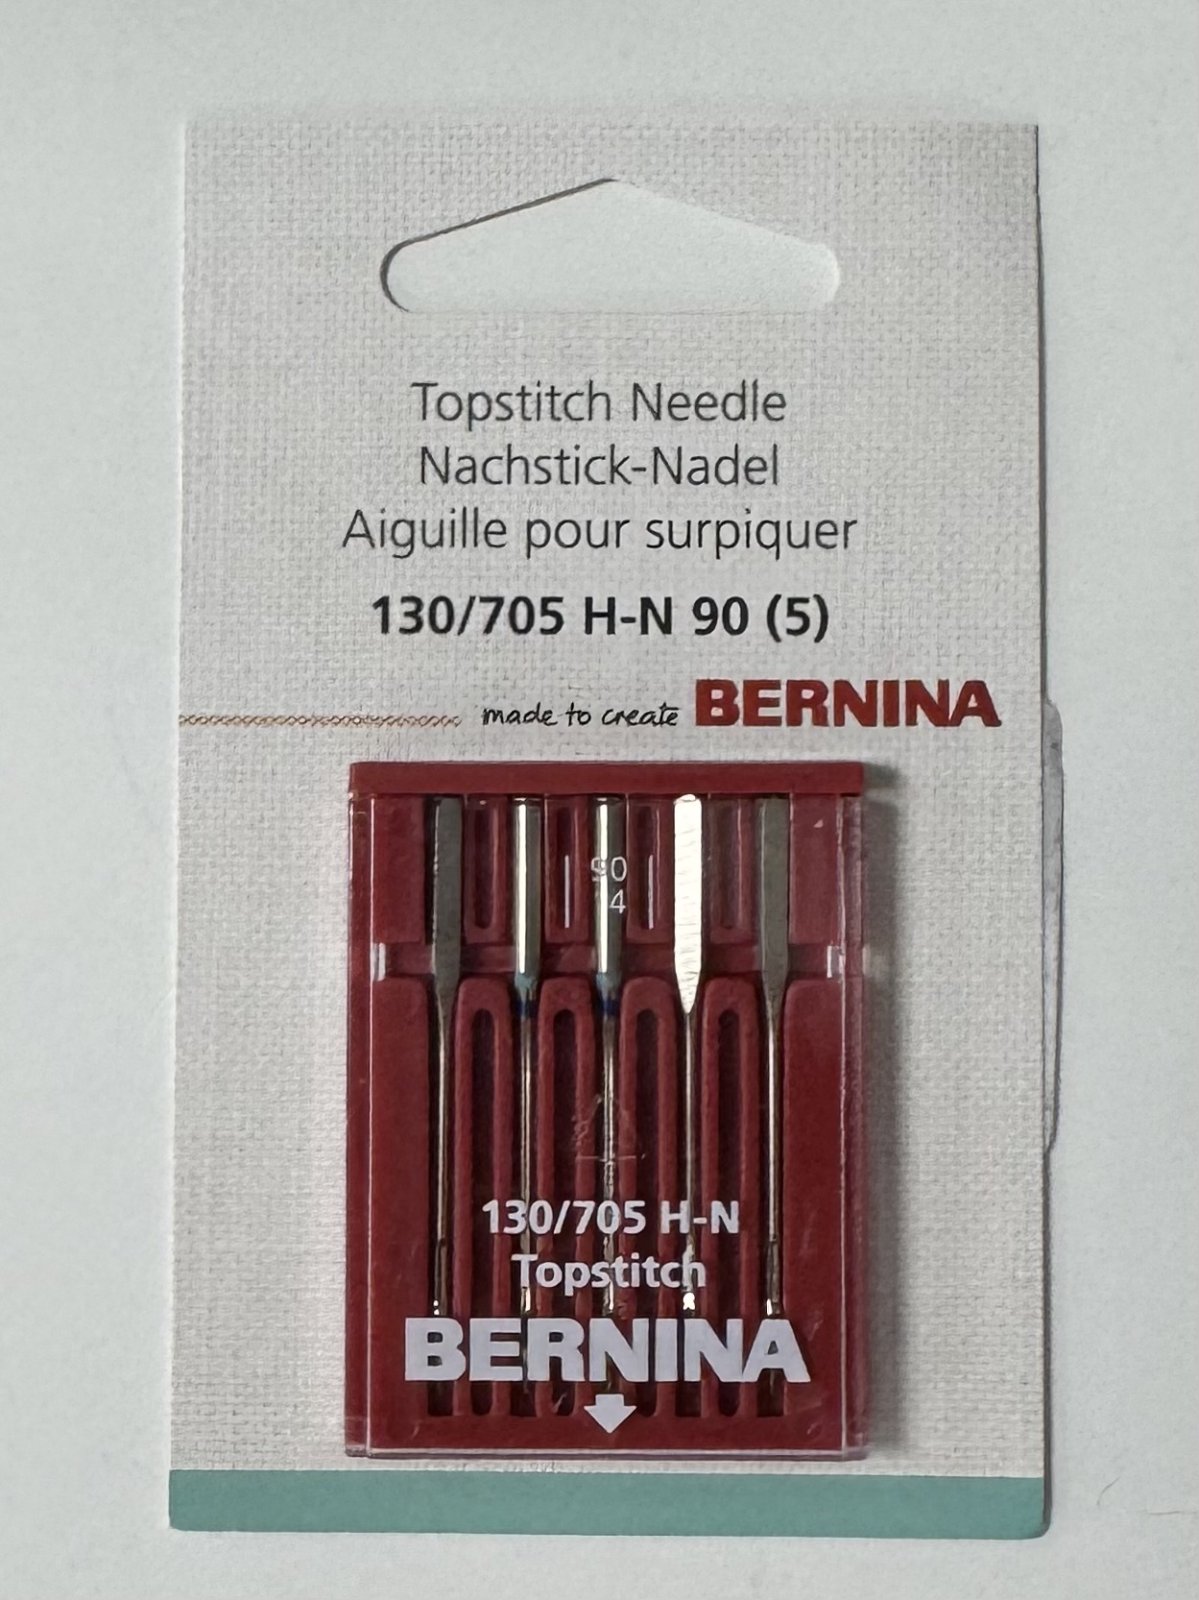 Topstitch Needle
Nachstick-Nadel
Aiguille pour surpiquer
130/705 H-N 90 (5)
made to create BERNINA
90
130/705 H-N
Topstitch
BERNINA